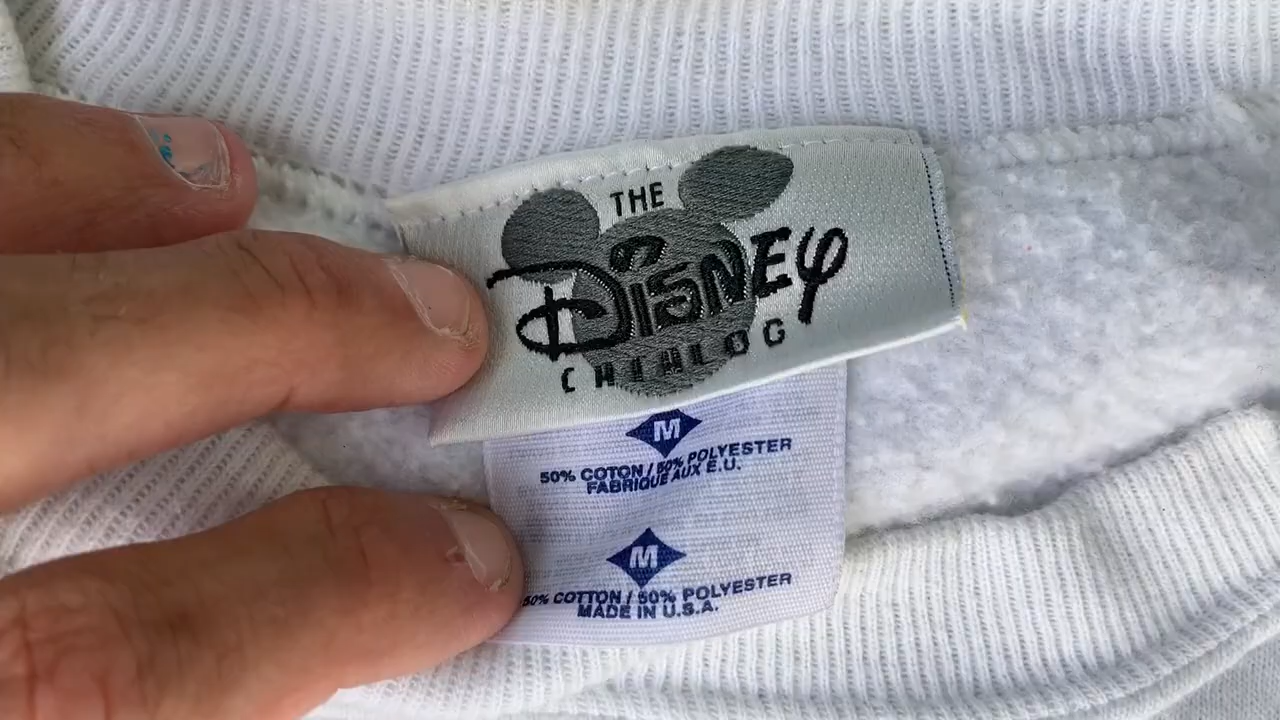 THE
DISNEY
CATALOG
M
50% COTON / 50% POLYESTER
FABRIQUE AUX E.U.
M
50% COTTON / 50% POLYESTER
MADE IN U.S.A.